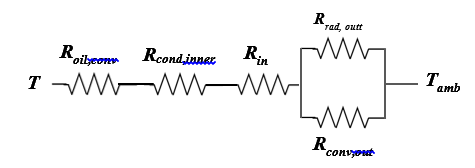 R_rad, outt
R_oil,conv R_cond,inner R_in
T T_amb
R_conv,out